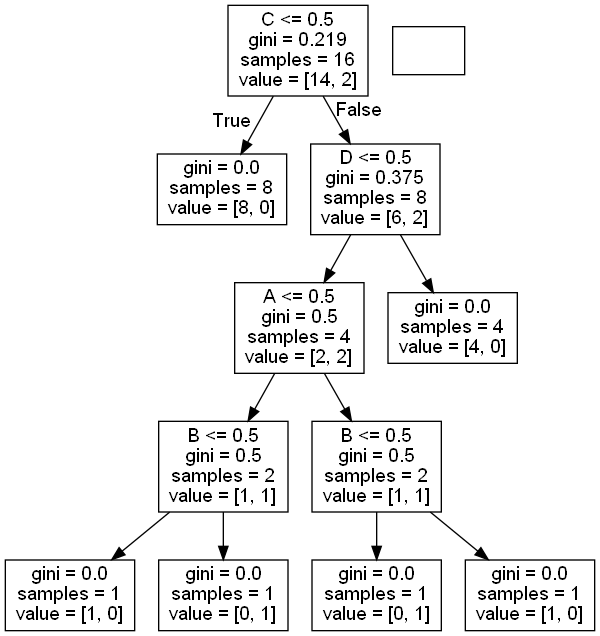 C <= 0.5
gini = 0.219
samples = 16
value = [14, 2]
True
False
gini = 0.0
samples = 8
value = [8, 0]
D <= 0.5
gini = 0.375
samples = 8
value = [6, 2]
A <= 0.5
gini = 0.5
samples = 4
value = [2, 2]
gini = 0.0
samples = 4
value = [4, 0]
B <= 0.5
gini = 0.5
samples = 2
value = [1, 1]
B <= 0.5
gini = 0.5
samples = 2
value = [1, 1]
gini = 0.0
samples = 1
value = [1, 0]
gini = 0.0
samples = 1
value = [0, 1]
gini = 0.0
samples = 1
value = [0, 1]
gini = 0.0
samples = 1
value = [1, 0]